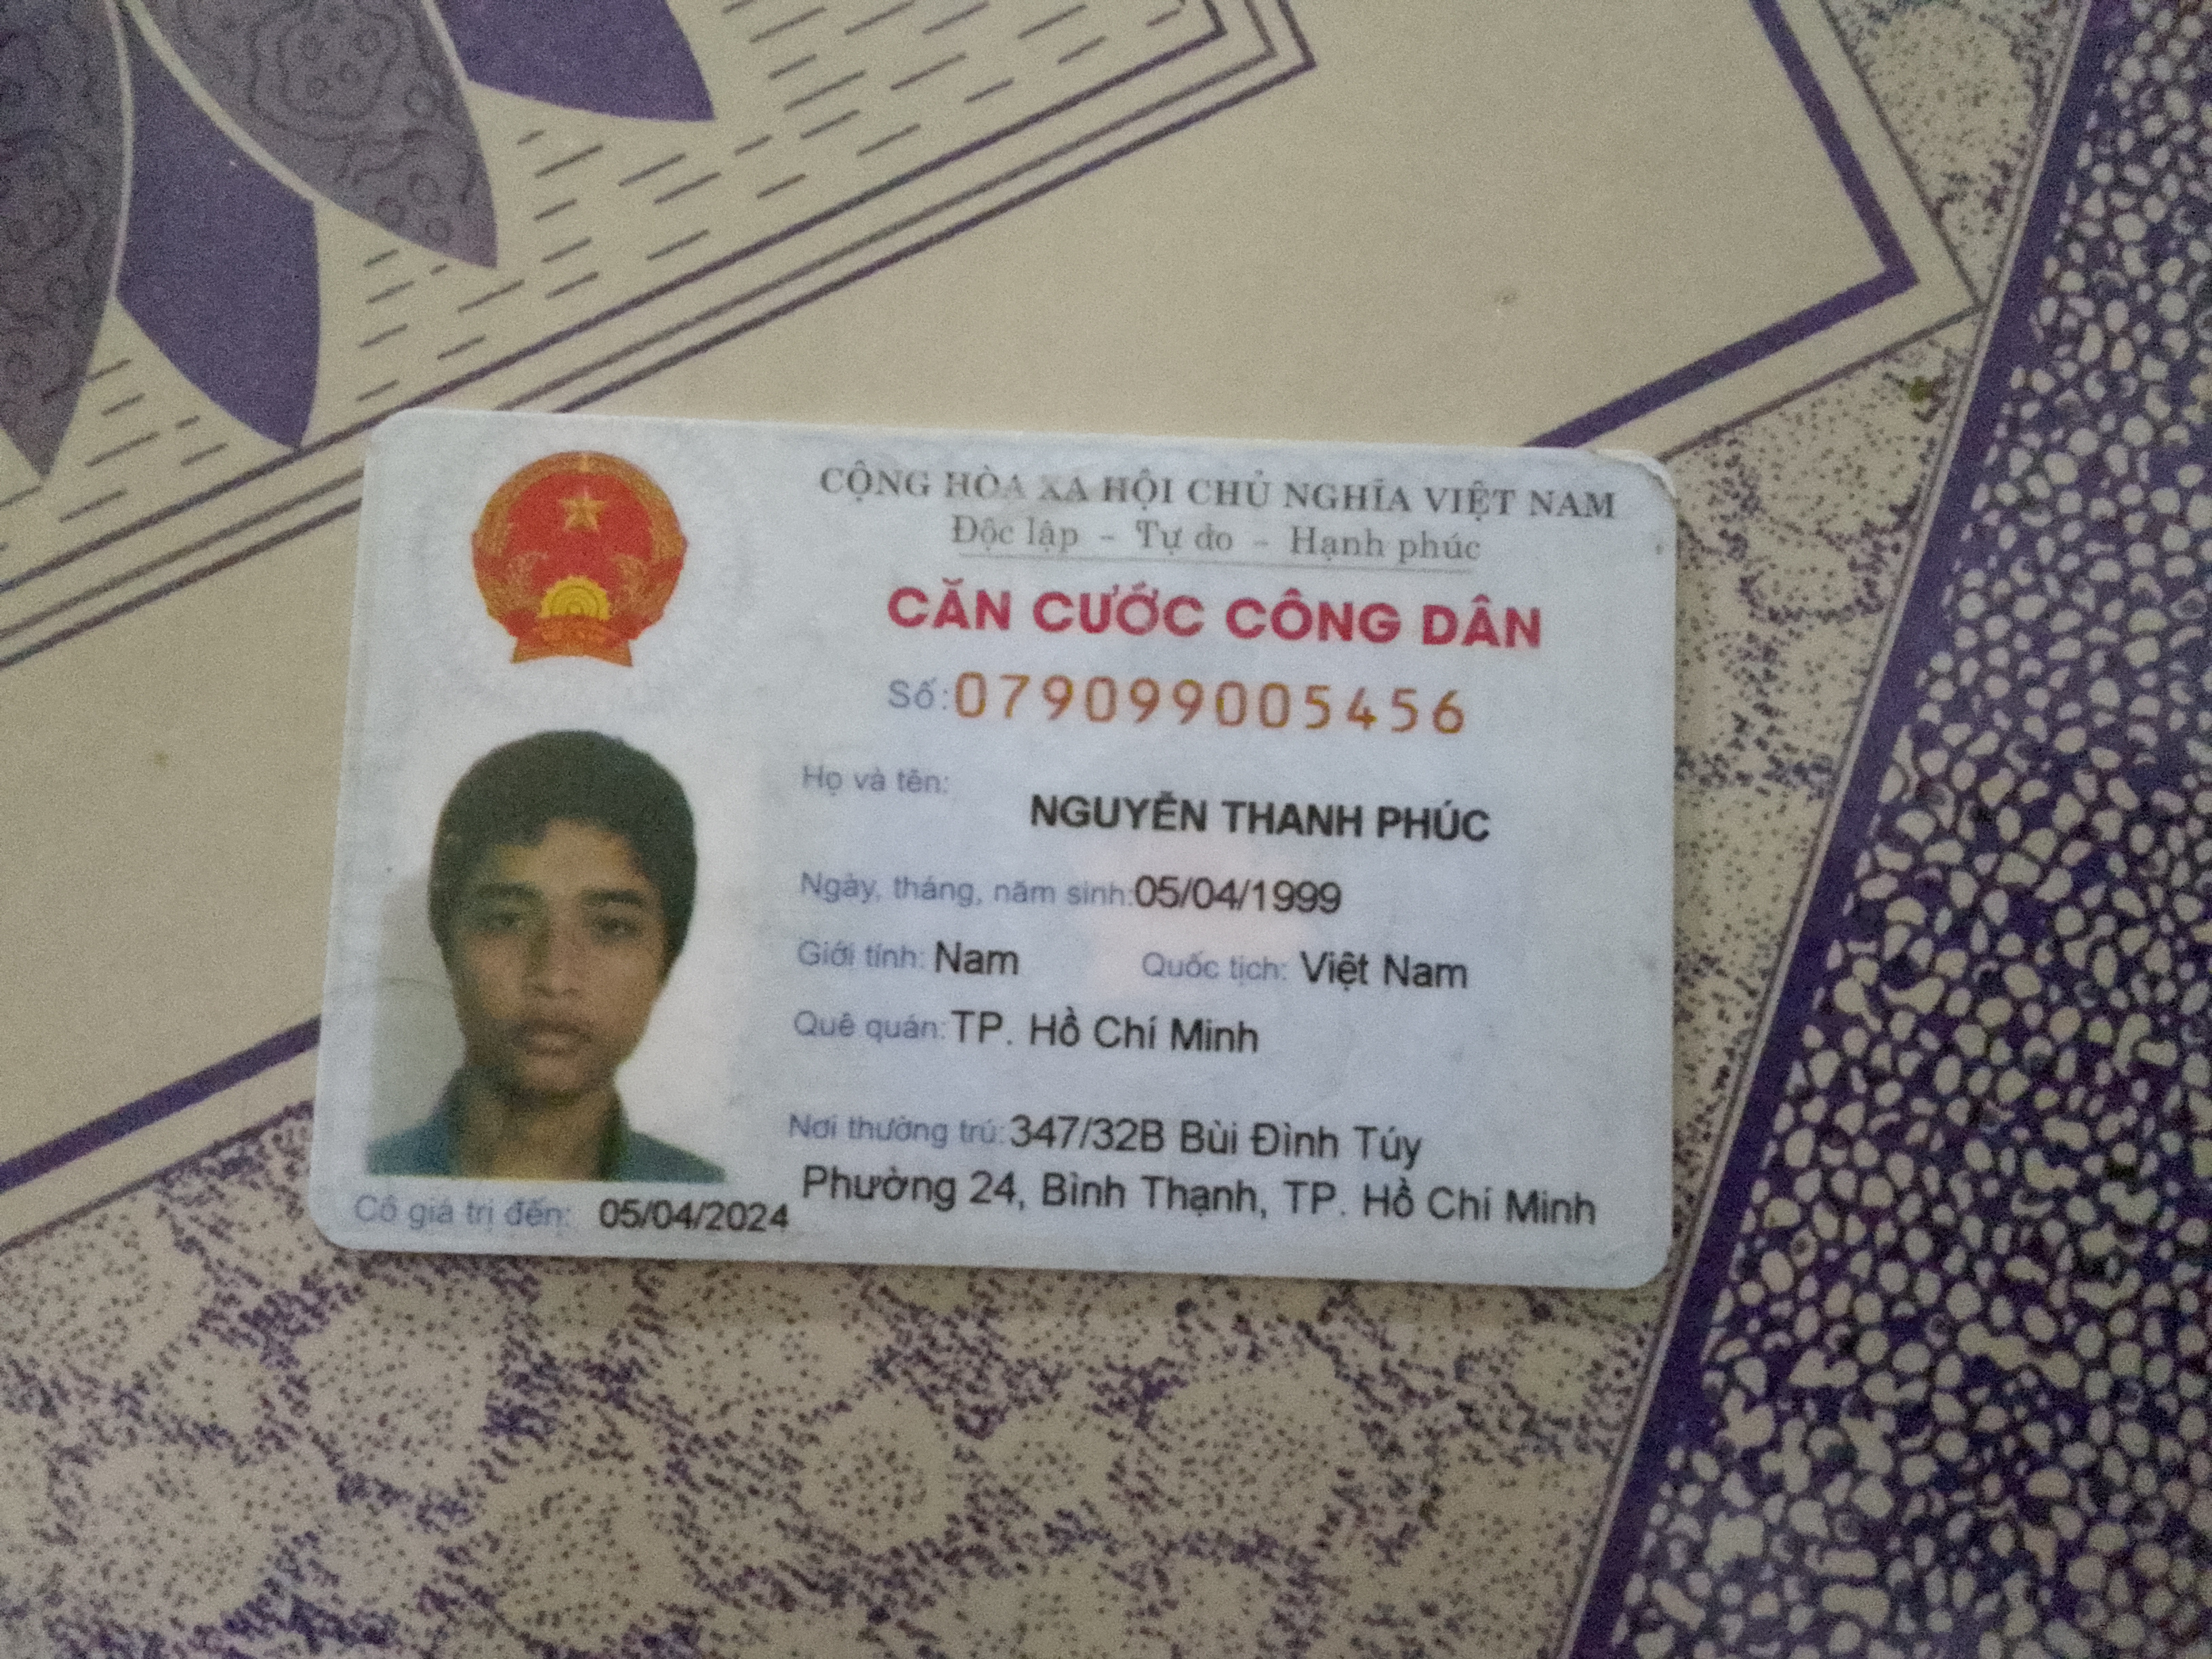 CỘNG HÒA XÃ HỘI CHỦ NGHĨA VIỆT NAM
Độc lập - Tự do - Hạnh phúc
CĂN CƯỚC CÔNG DÂN
Số: 079099005456
Họ và tên:
NGUYỄN THANH PHÚC
Ngày, tháng, năm sinh: 05/04/1999
Giới tính: Nam Quốc tịch: Việt Nam
Quê quán: TP. Hồ Chí Minh
Nơi thường trú: 347/32B Bùi Đình Túy
Phường 24, Bình Thạnh, TP. Hồ Chí Minh
Có giá trị đến: 05/04/2024